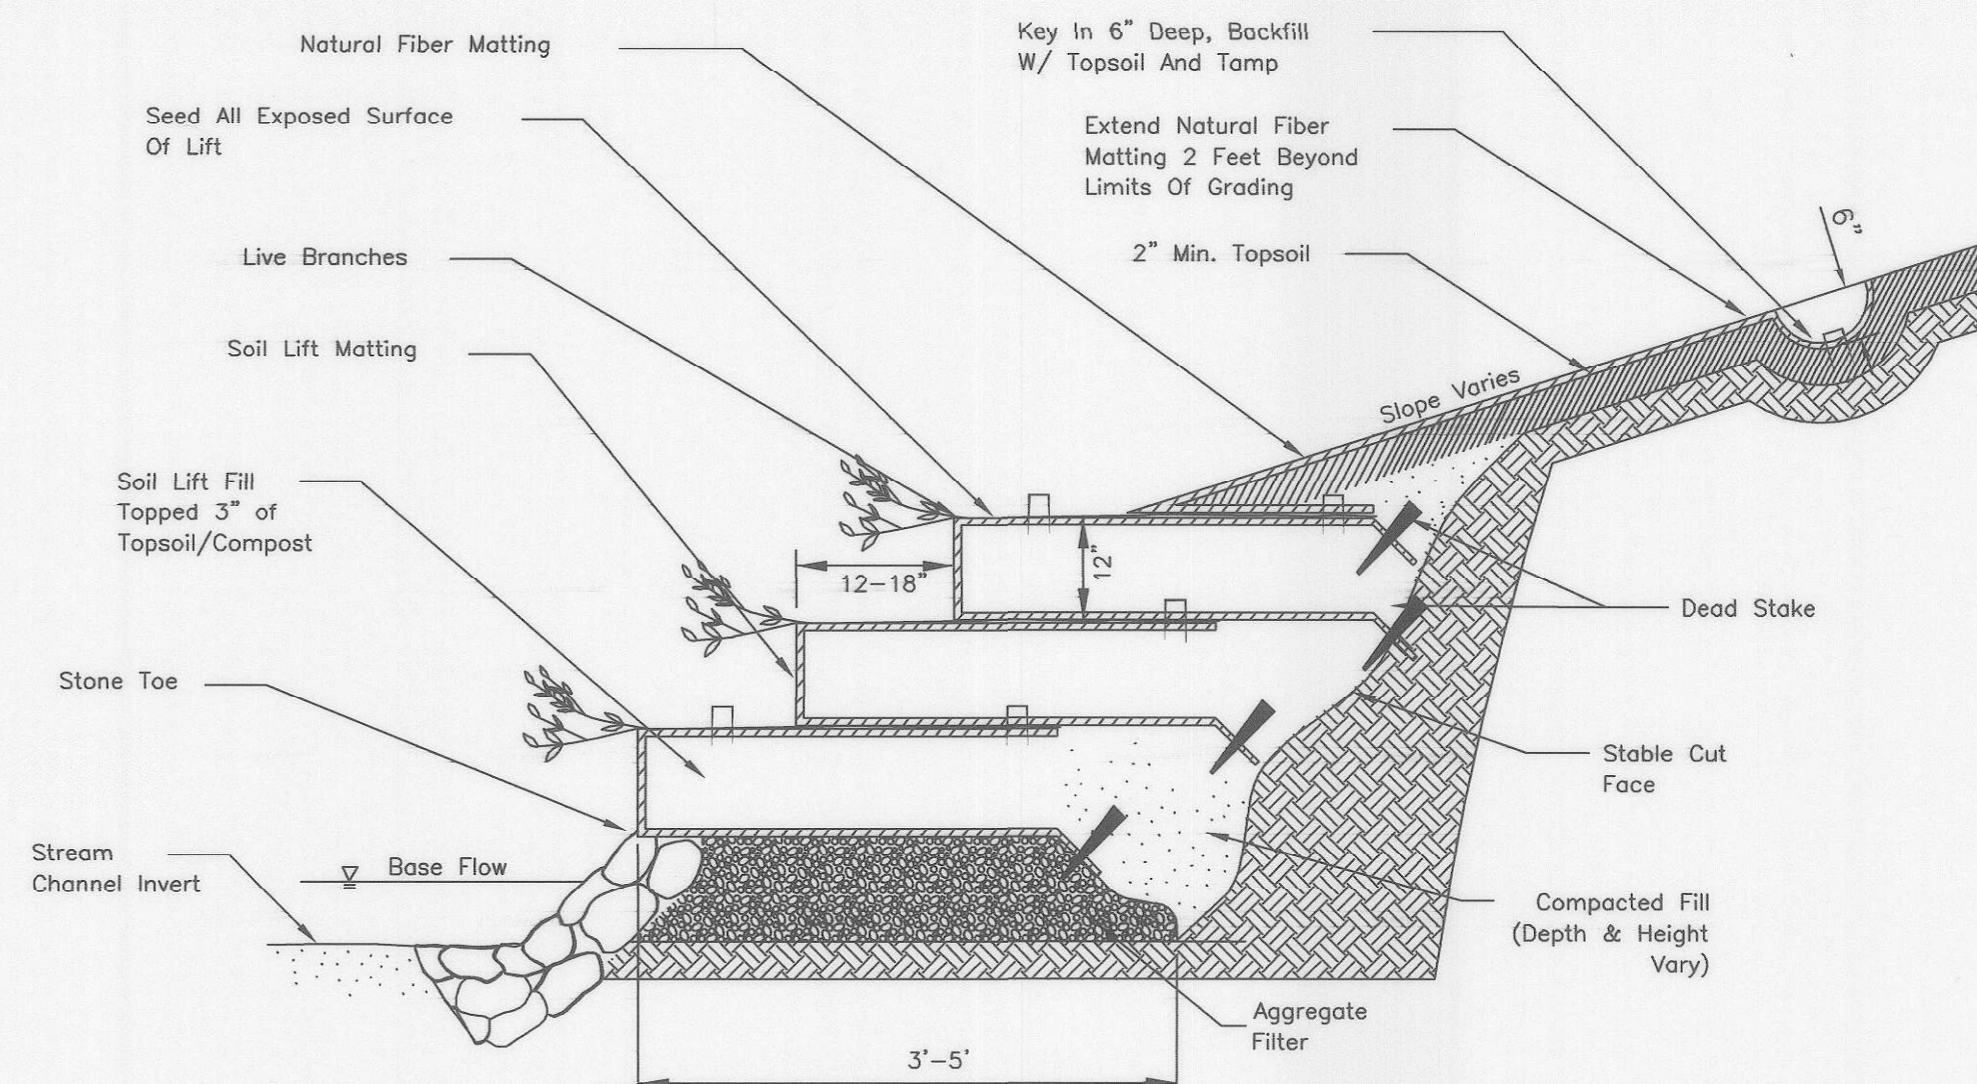 Natural Fiber Matting
Seed All Exposed Surface
Of Lift
Live Branches
Soil Lift Matting
Soil Lift Fill
Topped 3" of
Topsoil/Compost
Stone Toe
Stream
Channel Invert
Base Flow
Key In 6" Deep, Backfill
W/ Topsoil And Tamp
Extend Natural Fiber
Matting 2 Feet Beyond
Limits Of Grading
2" Min. Topsoil
6"
Slope Varies
12-18"
12"
Dead Stake
Stable Cut
Face
Compacted Fill
(Depth & Height
Vary)
Aggregate
Filter
3'-5'